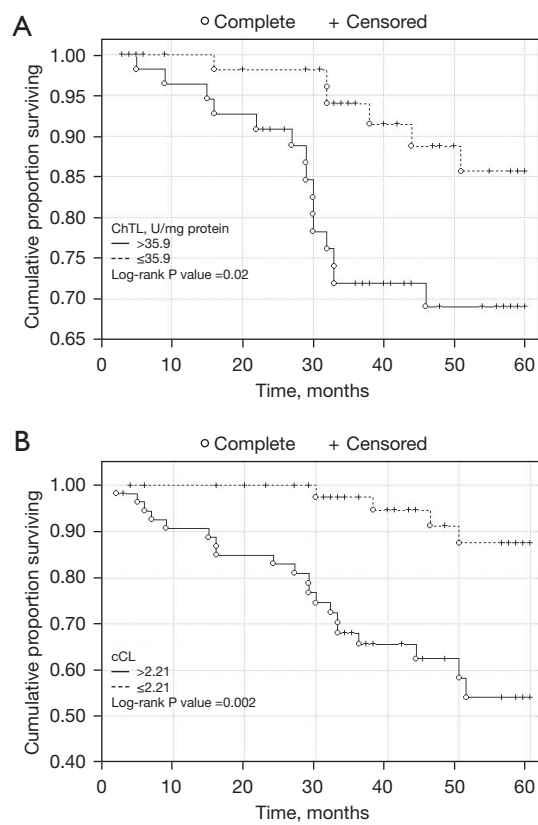 A
○ Complete + Censored
Cumulative proportion surviving
1.00
0.95
0.90
0.85
0.80
0.75
0.70
0.65
ChTL, U/mg protein
>35.9
≤35.9
Log-rank P value =0.02
0 10 20 30 40 50 60
Time, months
B
○ Complete + Censored
Cumulative proportion surviving
1.00
0.90
0.80
0.70
0.60
0.50
0.40
cCL
>2.21
≤2.21
Log-rank P value =0.002
0 10 20 30 40 50 60
Time, months